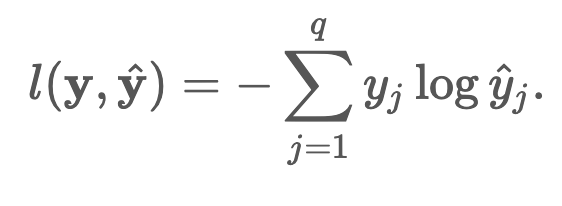 l(𝐲, 𝐲̂) = − ∑_{j=1}^{q} y_j log ŷ_j.